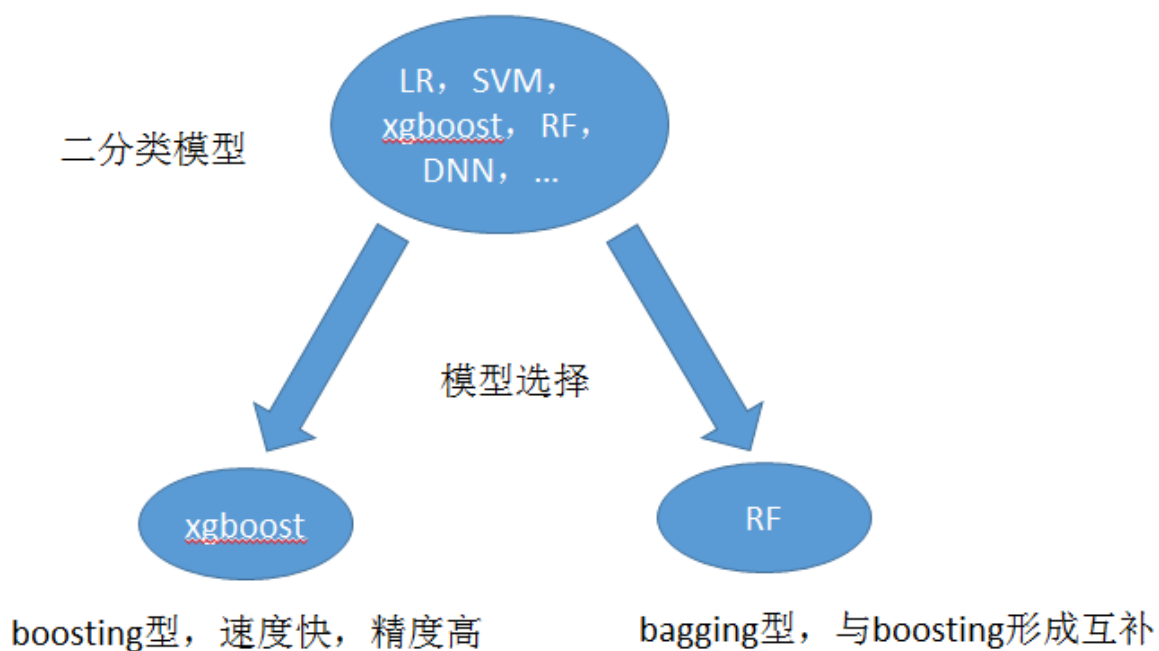 LR，SVM，
xgboost，RF，
DNN，...
二分类模型
模型选择
xgboost
RF
boosting型，速度快，精度高
bagging型，与boosting形成互补